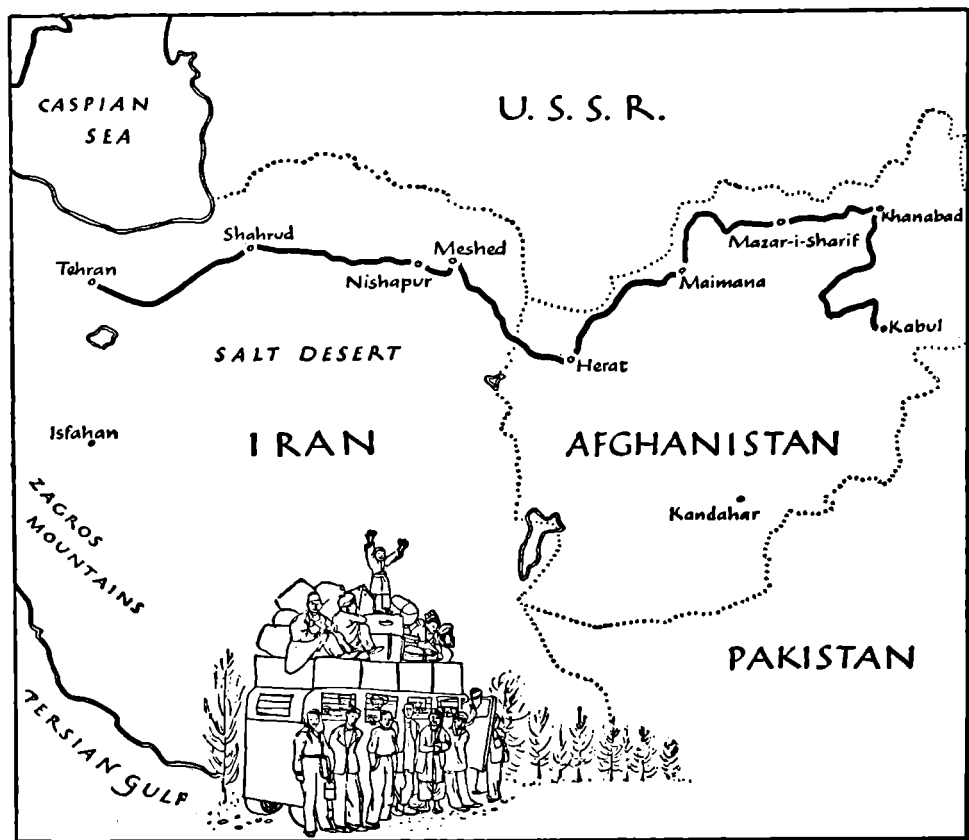 CASPIAN
SEA
U. S. S. R.
Shahrud
Meshed
Khanabad
Mazar-i-Sharif
Tehran
Nishapur
Maimana
Kabul
SALT DESERT
Herat
Isfahan
IRAN
AFGHANISTAN
ZAGROS
MOUNTAINS
Kandahar
PAKISTAN
PERSIAN GULF